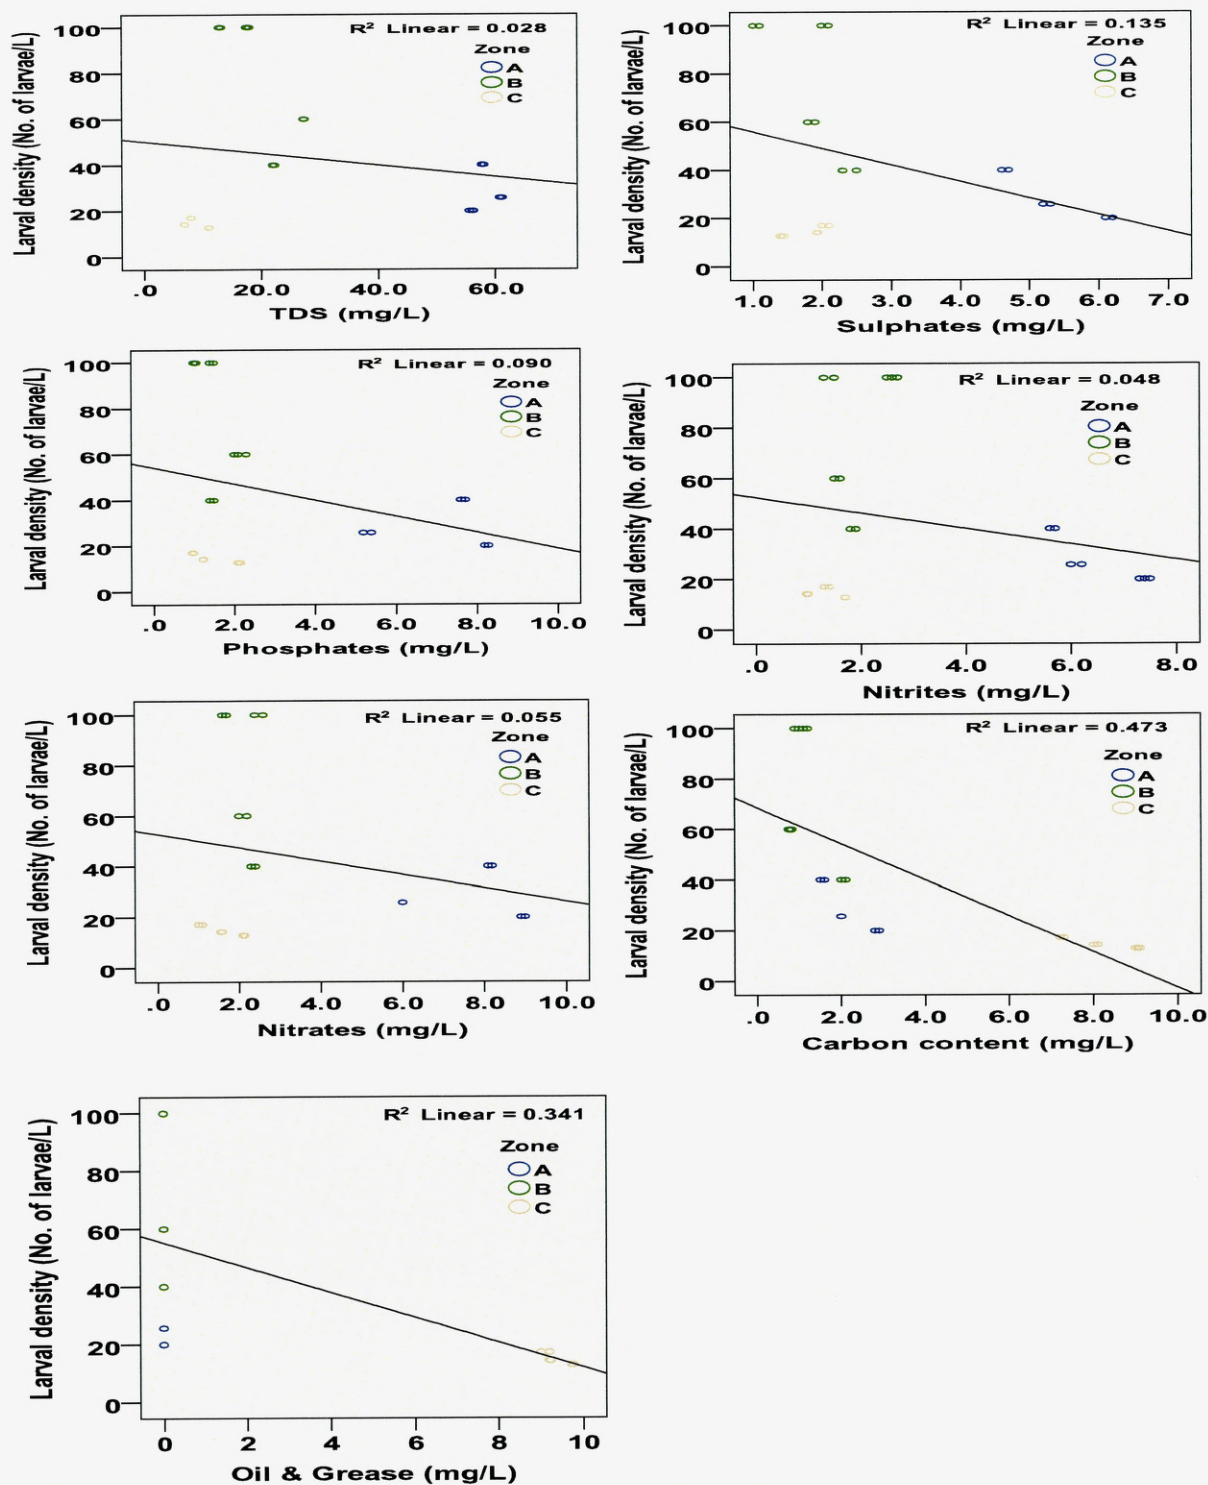 R² Linear = 0.028
Zone
A
B
C
Larval density (No. of larvae/L)
100
80
60
40
20
0
.0 20.0 40.0 60.0
TDS (mg/L)
R² Linear = 0.135
Zone
A
B
C
Larval density (No. of larvae/L)
100
80
60
40
20
0
1.0 2.0 3.0 4.0 5.0 6.0 7.0
Sulphates (mg/L)
R² Linear = 0.090
Zone
A
B
C
Larval density (No. of larvae/L)
100
80
60
40
20
0
.0 2.0 4.0 6.0 8.0 10.0
Phosphates (mg/L)
R² Linear = 0.048
Zone
A
B
C
Larval density (No. of larvae/L)
100
80
60
40
20
0
.0 2.0 4.0 6.0 8.0
Nitrites (mg/L)
R² Linear = 0.055
Zone
A
B
C
Larval density (No. of larvae/L)
100
80
60
40
20
0
.0 2.0 4.0 6.0 8.0 10.0
Nitrates (mg/L)
R² Linear = 0.473
Zone
A
B
C
Larval density (No. of larvae/L)
100
80
60
40
20
0
.0 2.0 4.0 6.0 8.0 10.0
Carbon content (mg/L)
R² Linear = 0.341
Zone
A
B
C
Larval density (No. of larvae/L)
100
80
60
40
20
0
0 2 4 6 8 10
Oil & Grease (mg/L)